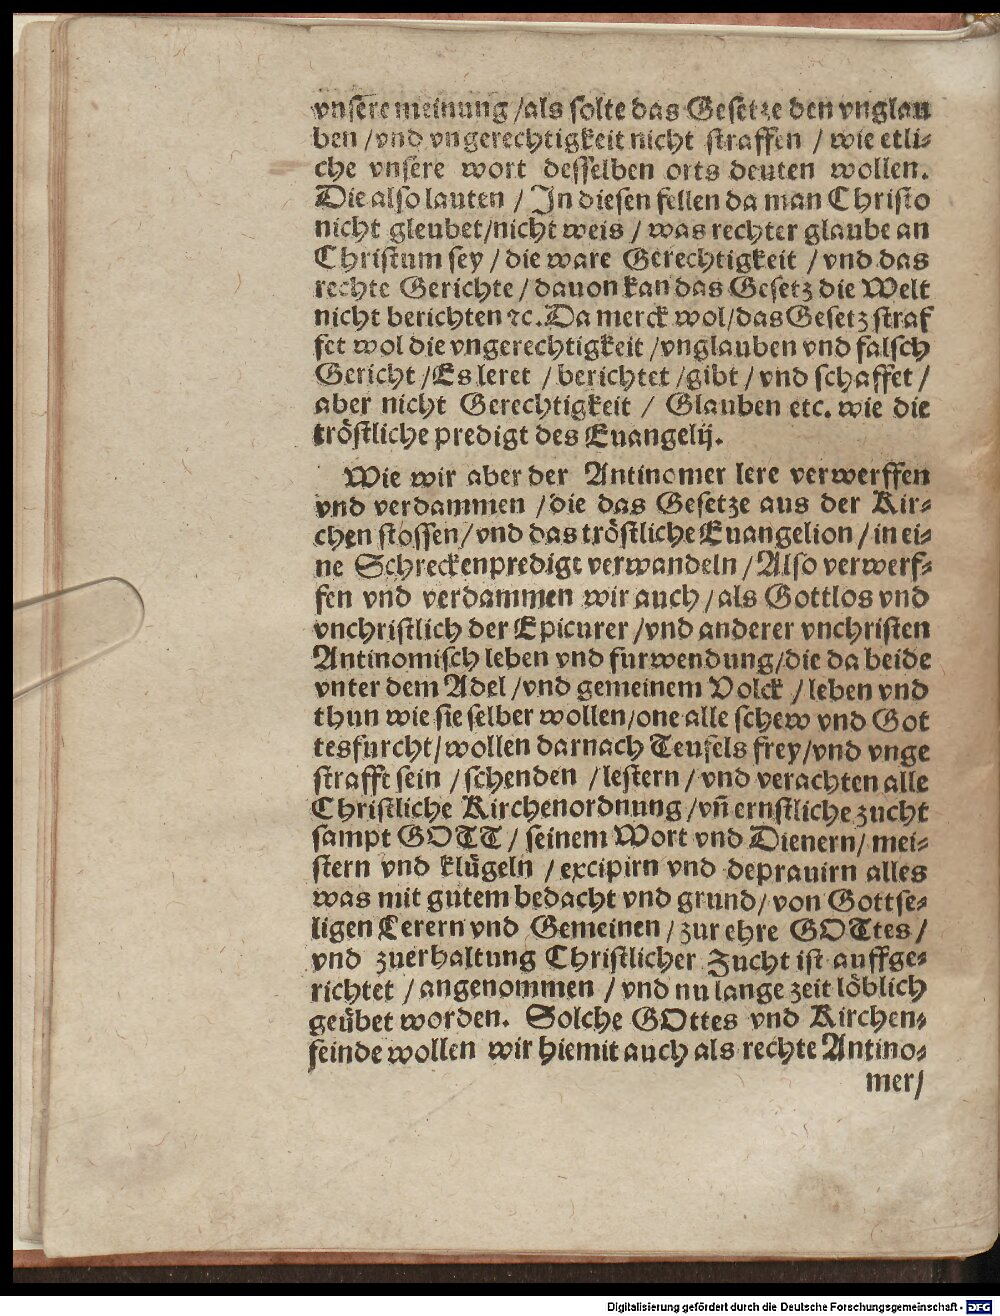 vnsere meinung / als solte das Gesetze den vnglau
ben / vnd vngerechtigkeit nicht straffen / wie etli⸗
che vnsere wort desselben orts deuten wollen.
Die also lauten / In diesen fellen da man Christo
nicht gleubet/nicht weis / was rechter glaube an
Christum sey / die ware Gerechtigkeit / vnd das
rechte Gerichte / dauon kan das Gesetz die Welt
nicht berichten ⁊c. Da merck wol/das Gesetz straf
fet wol die vngerechtigkeit /vnglauben vnd falsch
Gericht / Es leret / berichtet /gibt / vnd schaffet /
aber nicht Gerechtigkeit / Glauben etc. wie die
tröstliche predigt des Euangelij.
Wie wir aber der Antinomer lere verwerffen
vnd verdammen / die das Gesetze aus der Kir⸗
chen stossen/ vnd das tröstliche Euangelion / in ei⸗
ne Schreckenpredigt verwandeln / Also verwerf⸗
fen vnd verdammen wir auch / als Gottlos vnd
vnchristlich der Epicurer /vnd anderer vnchristen
Antinomisch leben vnd furwendung/die da beide
vnter dem Adel /vnd gemeinem Volck / leben vnd
thun wie sie selber wollen/one alle schew vnd Got
tesfurcht/wollen darnach Teufels frey/vnd vnge
strafft sein / schenden / lestern / vnd verachten alle
Christliche Kirchenordnung /vñ ernstliche zucht
sampt GOTT / seinem Wort vnd Dienern/ mei⸗
stern vnd klügeln / excipirn vnd deprauirn alles
was mit gutem bedacht vnd grund/ von Gottse⸗
ligen Lerern vnd Gemeinen / zur ehre GOTtes /
vnd zuerhaltung Christlicher Zucht ist auffge⸗
richtet / angenommen / vnd nu lange zeit löblich
geübet worden. Solche GOttes vnd Kirchen⸗
feinde wollen wir hiemit auch als rechte Antino⸗
mer/
Digitalisierung gefördert durch die Deutsche Forschungsgemeinschaft - DFG